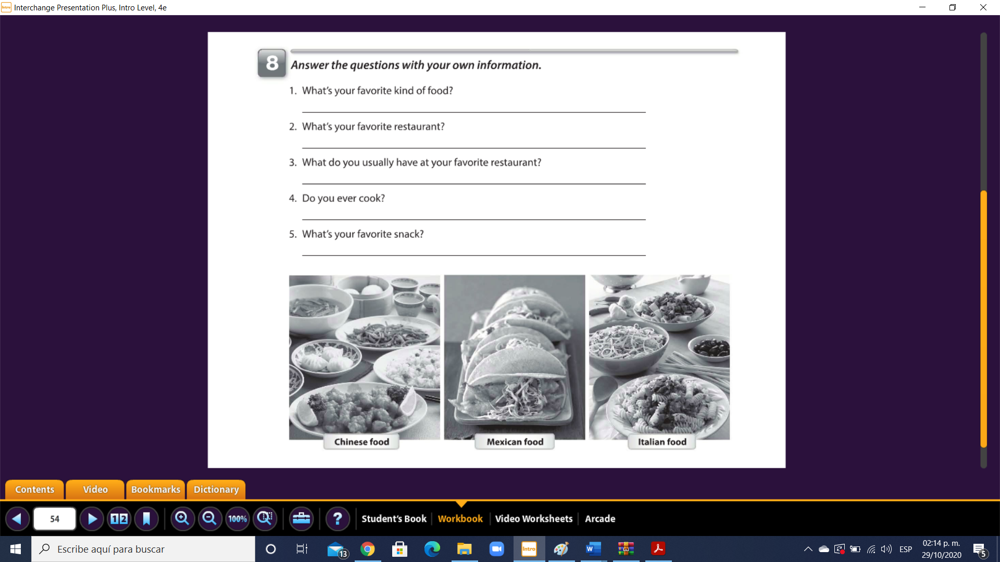 Intro Interchange Presentation Plus, Intro Level, 4e
8 Answer the questions with your own information.
1. What's your favorite kind of food?
2. What's your favorite restaurant?
3. What do you usually have at your favorite restaurant?
4. Do you ever cook?
5. What's your favorite snack?
Chinese food Mexican food Italian food
Contents Video Bookmarks Dictionary
54 1 2 100% ? Student's Book Workbook Video Worksheets Arcade
Escribe aquí para buscar 13 Intro W ESP 02:14 p. m.
29/10/2020 5